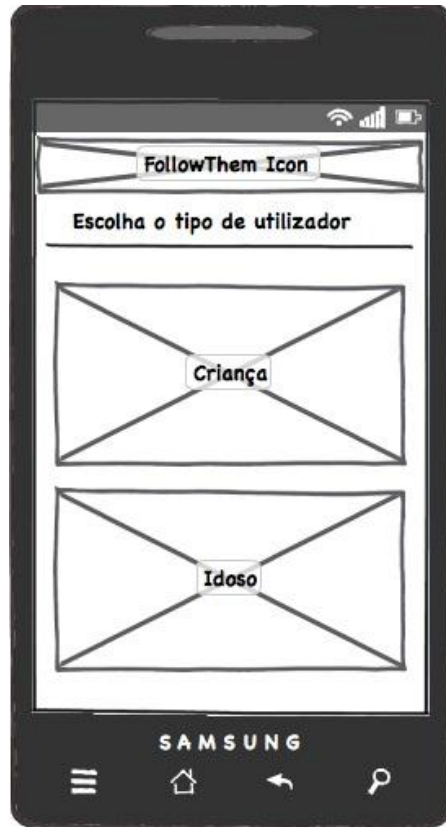 FollowThem Icon
Escolha o tipo de utilizador
Criança
Idoso
SAMSUNG